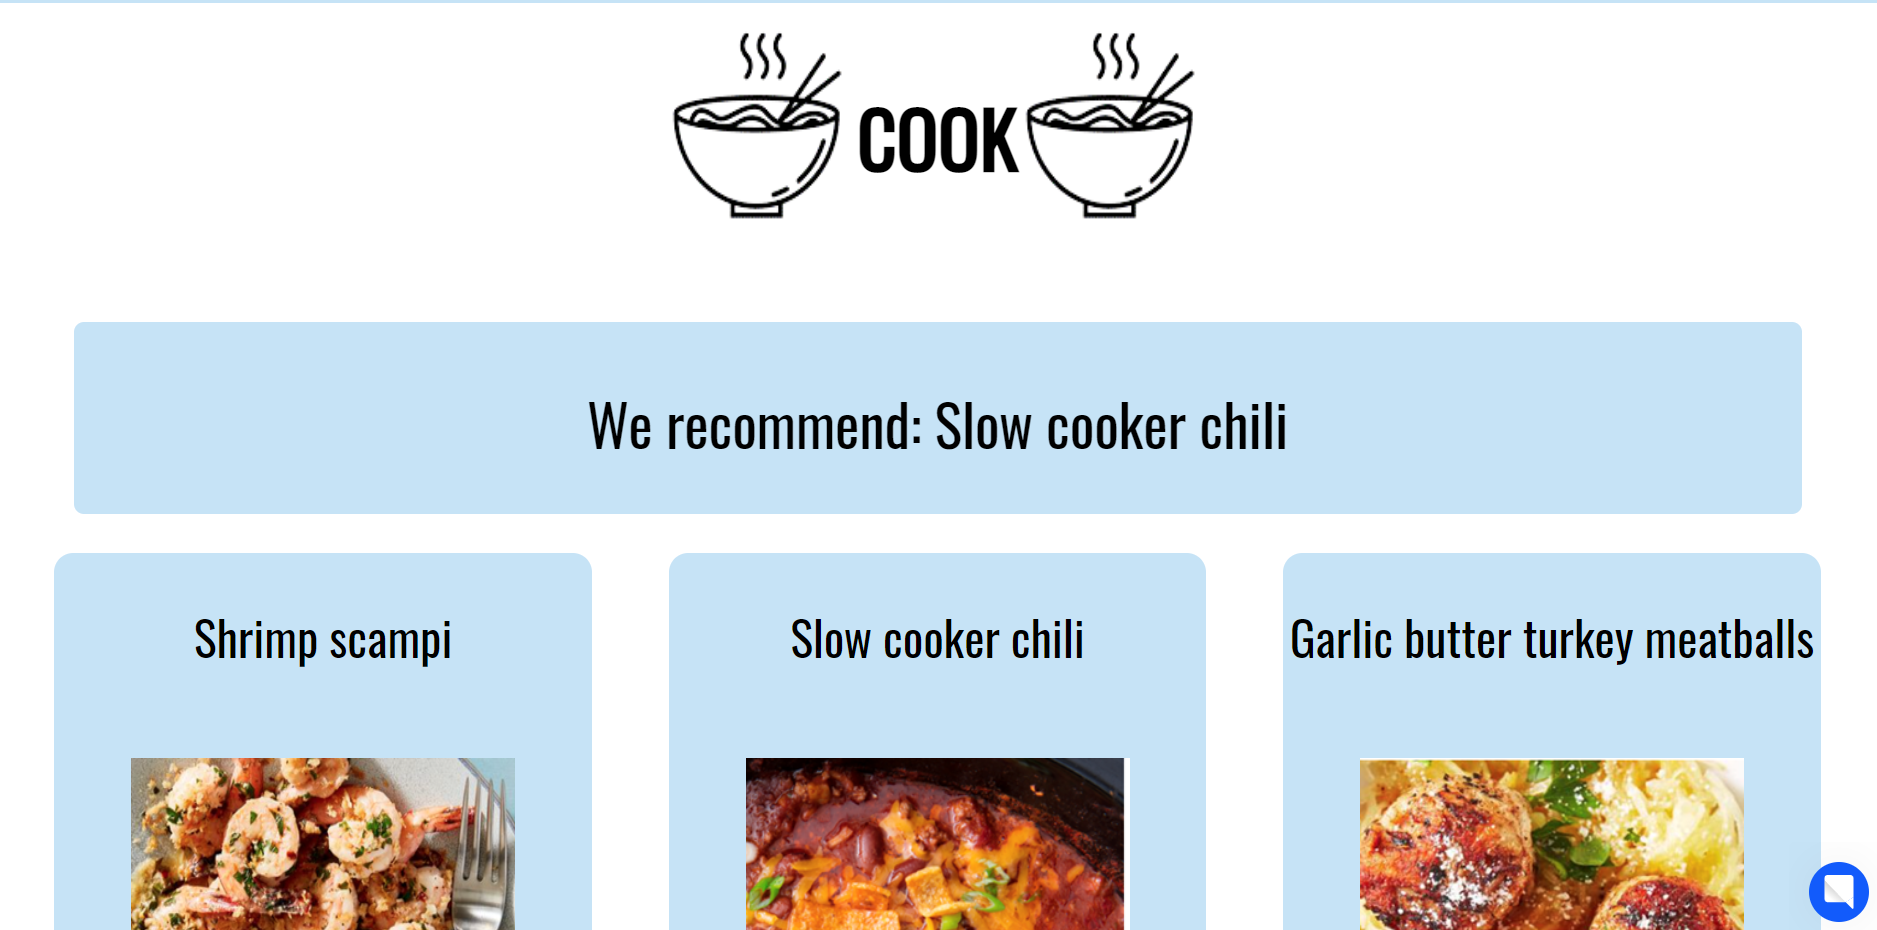 COOK
We recommend: Slow cooker chili
Shrimp scampi
Slow cooker chili
Garlic butter turkey meatballs